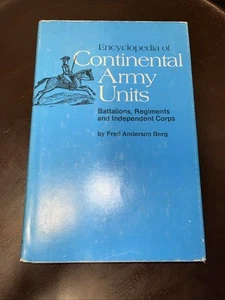 Encyclopedia of
Continental
Army
Units
Battalions, Regiments
and Independent Corps
by Fred Anderson Berg